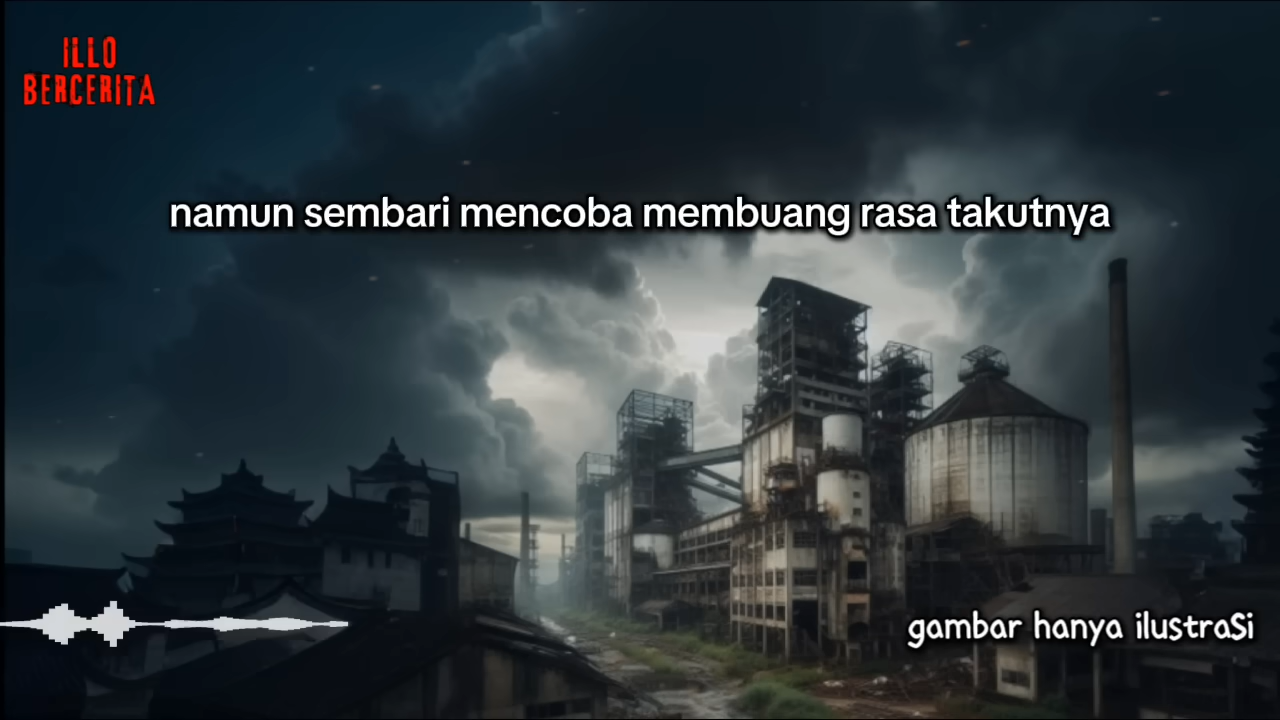 ILLO
BERCERITA
namun sembari mencoba membuang rasa takutnya
gambar hanya ilustraSi